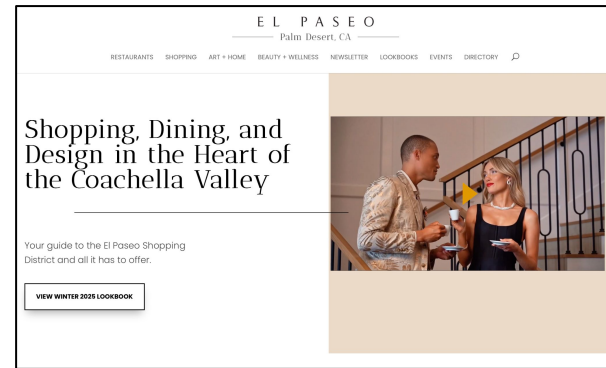 EL PASEO
Palm Desert, CA
RESTAURANTS SHOPPING ART + HOME BEAUTY + WELLNESS NEWSLETTER LOOKBOOKS EVENTS DIRECTORY
Shopping, Dining, and
Design in the Heart of
the Coachella Valley
Your guide to the El Paseo Shopping
District and all it has to offer.
VIEW WINTER 2025 LOOKBOOK